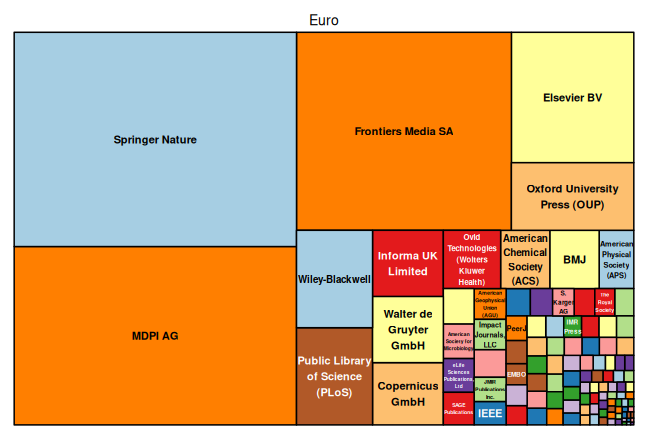 Euro
Springer Nature
Frontiers Media SA
Elsevier BV
Oxford University
Press (OUP)
MDPI AG
Wiley-Blackwell
Public Library
of Science
(PLoS)
Informa UK
Limited
Walter de
Gruyter
GmbH
Copernicus
GmbH
Ovid
Technologies
(Wolters
Kluwer
Health)
American
Chemical
Society
(ACS)
BMJ
American
Physical
Society
(APS)
American
Geophysical
Union
(AGU)
S.
Karger
AG
The
Royal
Society
American
Society for
Microbiology
Impact
Journals,
LLC
PeerJ
IMR
Press
eLife
Sciences
Publications,
Ltd
JMIR
Publications
Inc.
EMBO
SAGE
Publications
IEEE